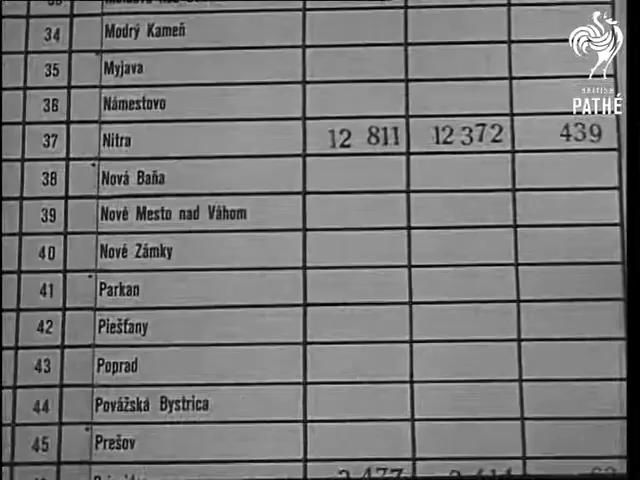 34 Modrý Kameň
BRITISH
PATHÉ
35 Myjava
36 Námestovo
37 Nitra 12 811 12 372 439
38 Nová Baňa
39 Nové Mesto nad Váhom
40 Nové Zámky
41 Parkan
42 Piešťany
43 Poprad
44 Považská Bystrica
45 Prešov